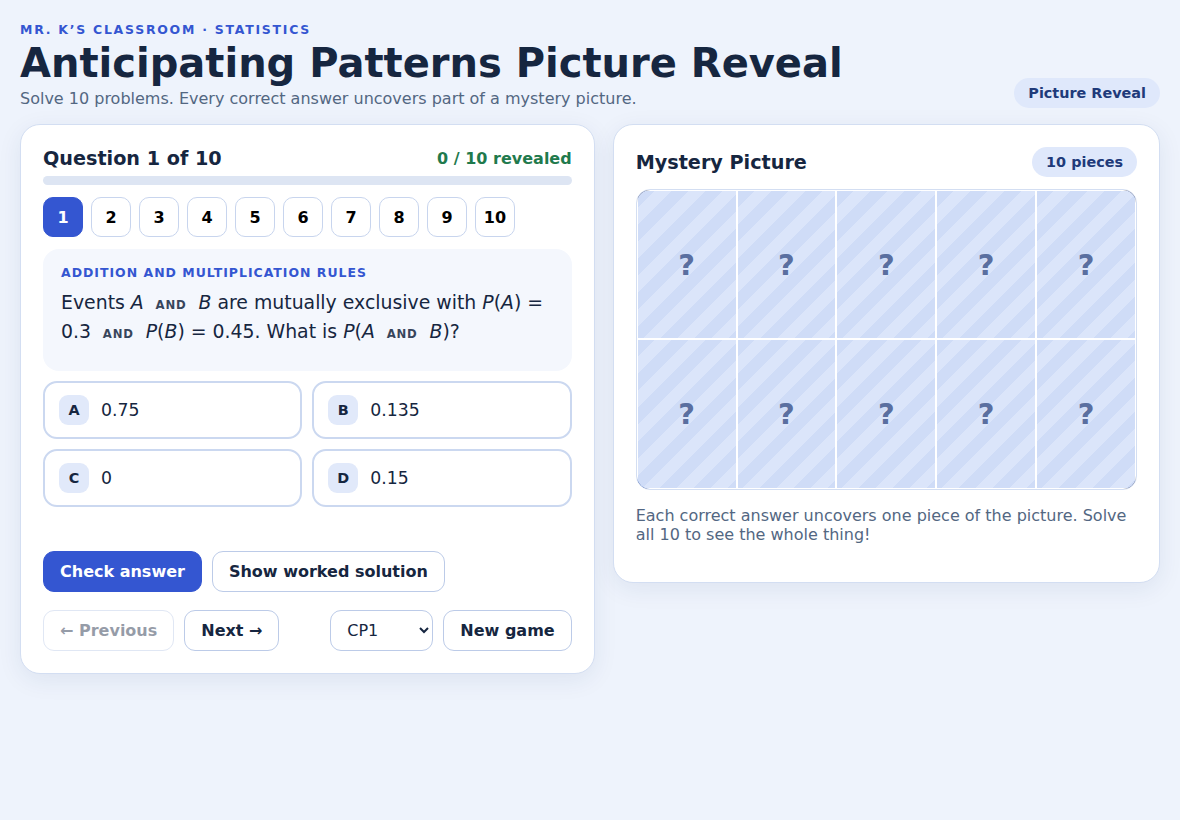 MR. K'S CLASSROOM · STATISTICS
Anticipating Patterns Picture Reveal
Solve 10 problems. Every correct answer uncovers part of a mystery picture.
Picture Reveal
Question 1 of 10
0 / 10 revealed
1 2 3 4 5 6 7 8 9 10
ADDITION AND MULTIPLICATION RULES
Events A AND B are mutually exclusive with P(A) =
0.3 AND P(B) = 0.45. What is P(A AND B)?
A 0.75
B 0.135
C 0
D 0.15
Check answer
Show worked solution
← Previous
Next →
CP1
New game
Mystery Picture
10 pieces
? ? ? ? ?
? ? ? ? ?
Each correct answer uncovers one piece of the picture. Solve
all 10 to see the whole thing!